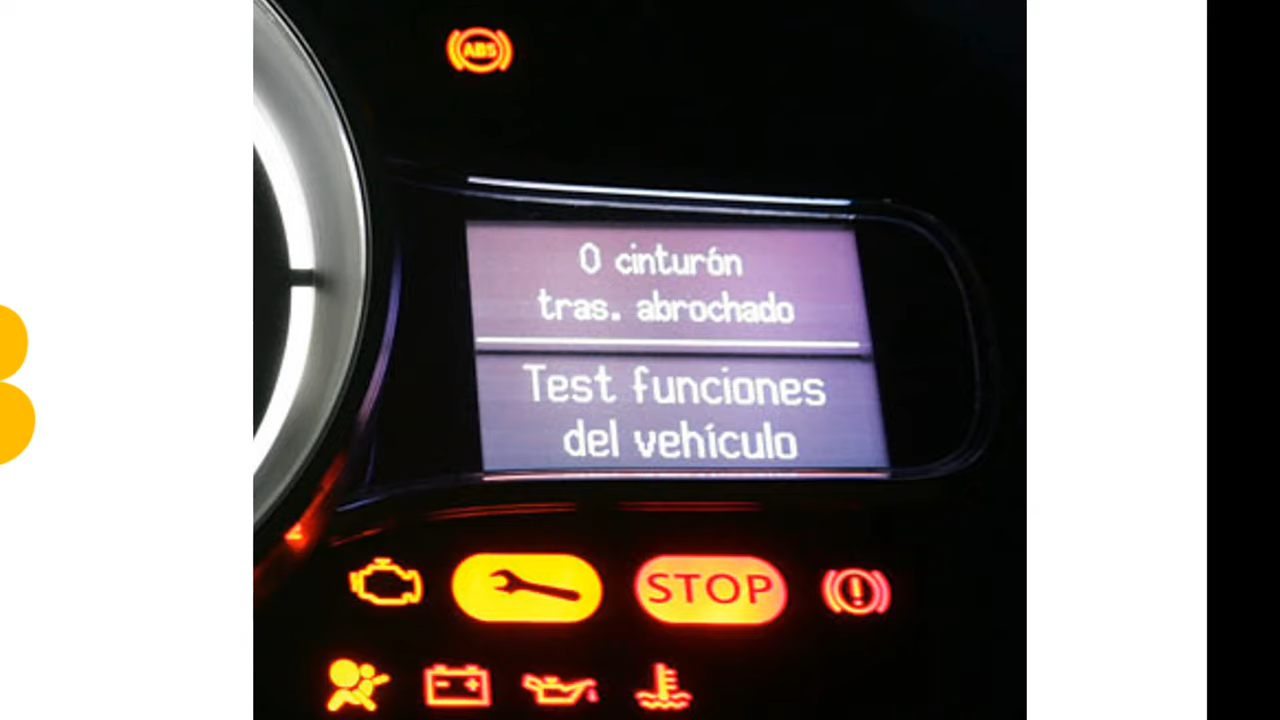 ABS
0 cinturón
tras. abrochado
Test funciones
del vehículo
STOP